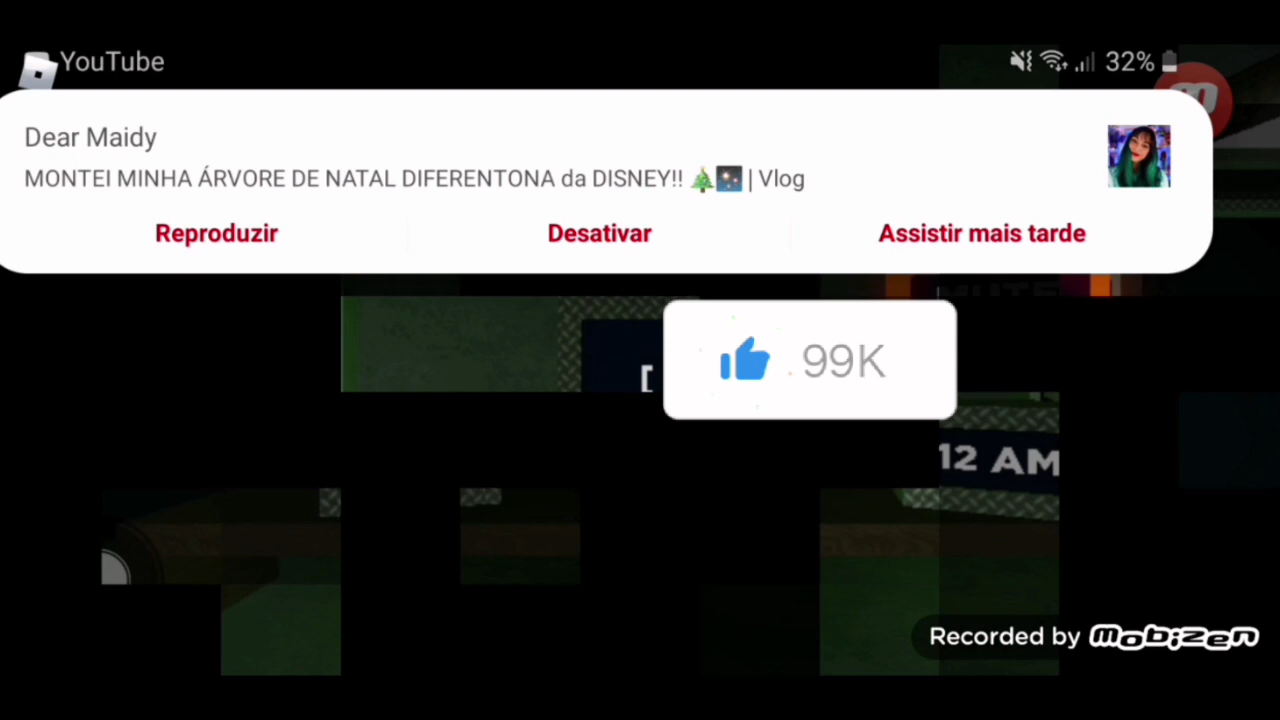 YouTube
32%
Dear Maidy
MONTEI MINHA ÁRVORE DE NATAL DIFERENTONA da DISNEY!! 🎄🎇 | Vlog
Reproduzir
Desativar
Assistir mais tarde
[
99K
12 AM
Recorded by mobizen